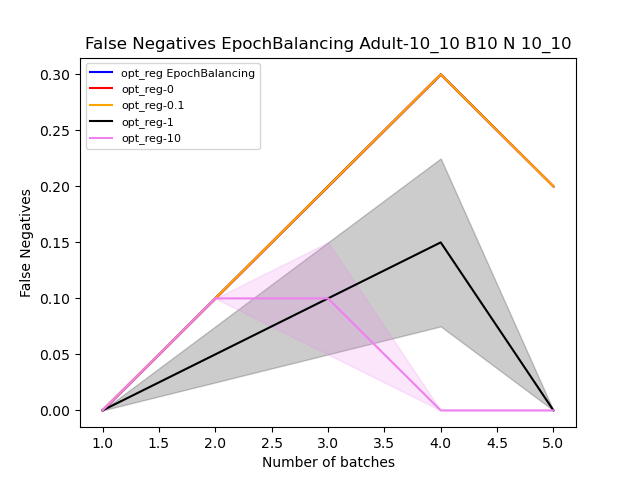 False Negatives EpochBalancing Adult-10_10 B10 N 10_10
opt_reg EpochBalancing
opt_reg-0
opt_reg-0.1
opt_reg-1
opt_reg-10
False Negatives
0.30
0.25
0.20
0.15
0.10
0.05
0.00
1.0 1.5 2.0 2.5 3.0 3.5 4.0 4.5 5.0
Number of batches